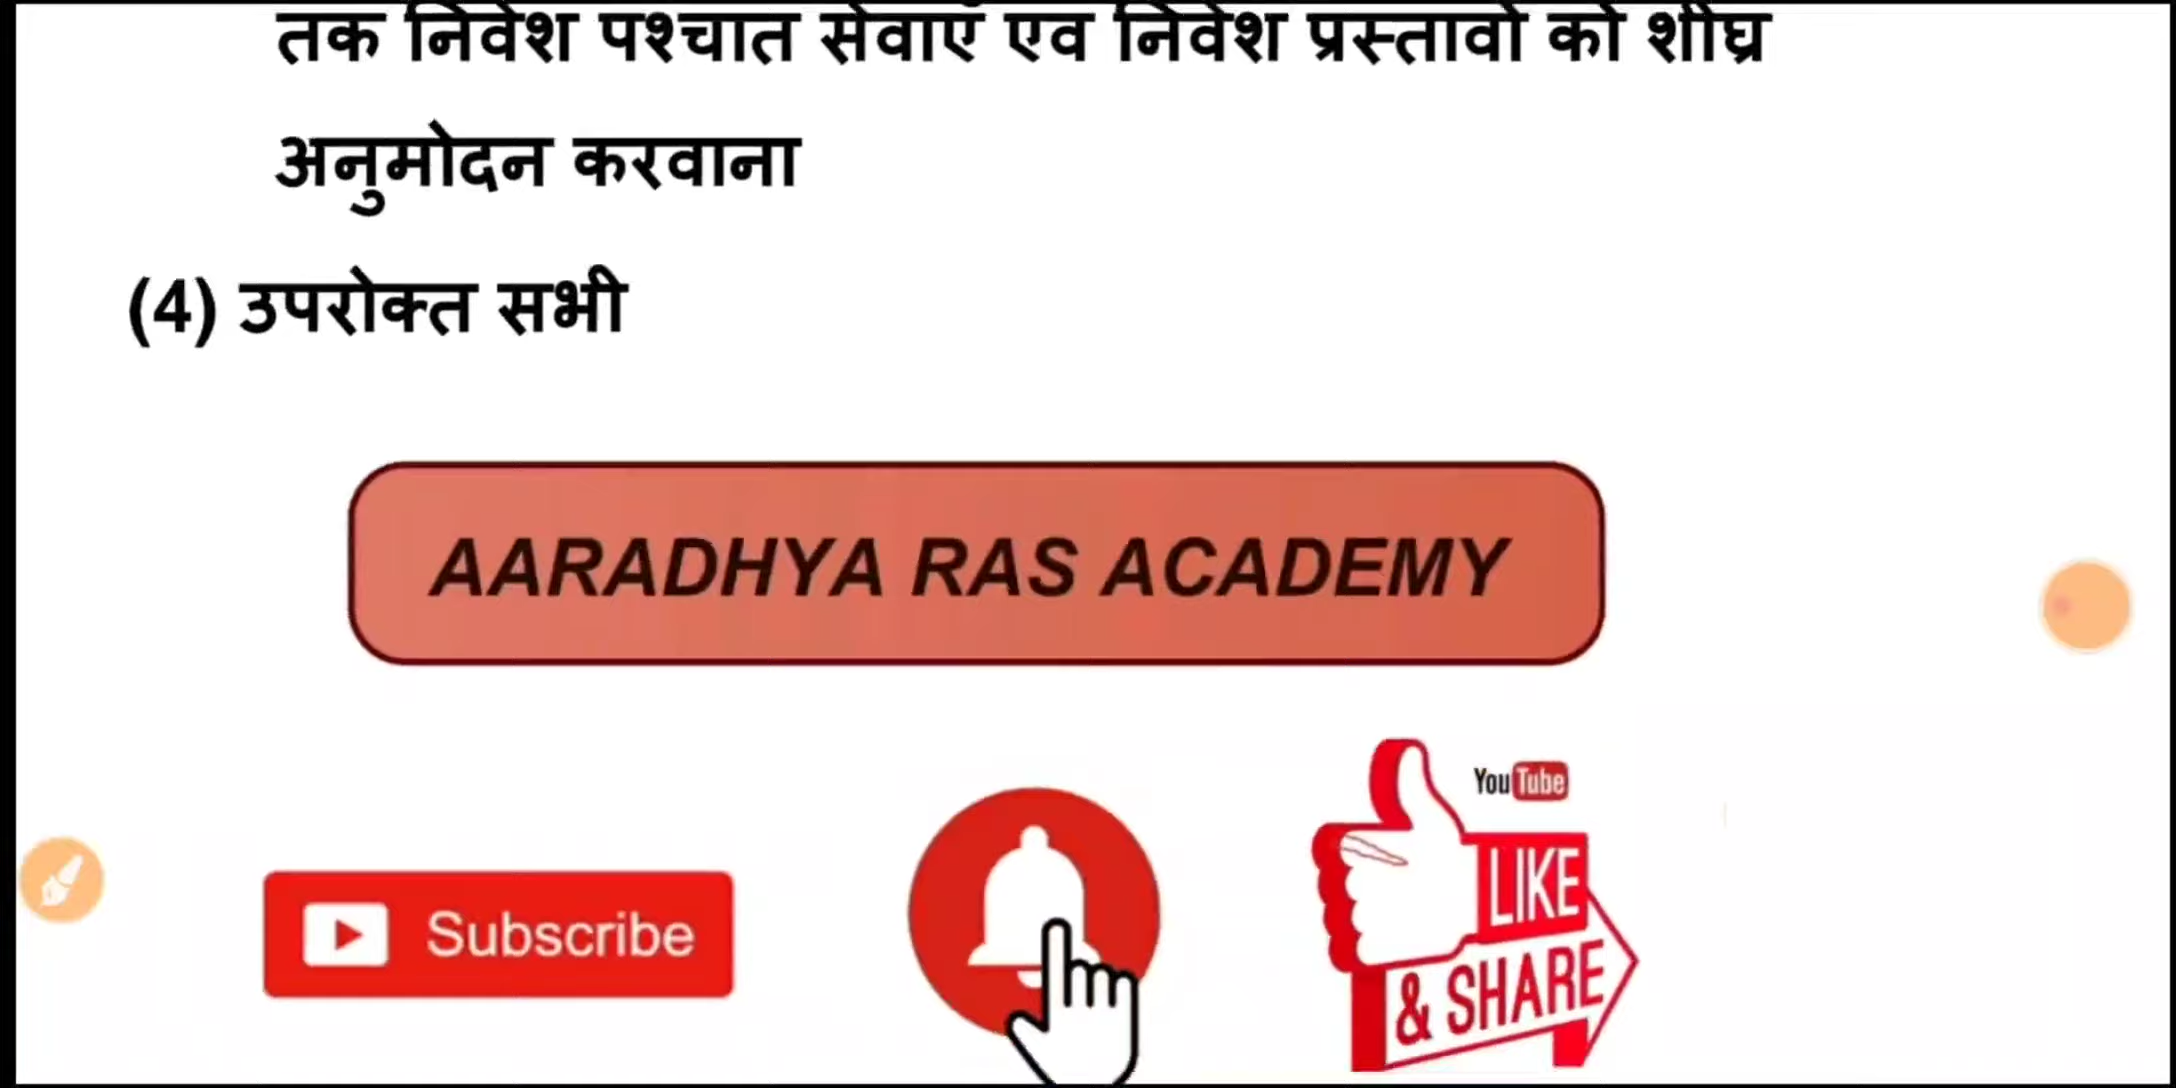 तक निवेश पश्चात सेवाएँ एवं निवेश प्रस्तावों को शीघ्र
अनुमोदन करवाना
(4) उपरोक्त सभी
AARADHYA RAS ACADEMY
YouTube
LIKE
& SHARE
Subscribe